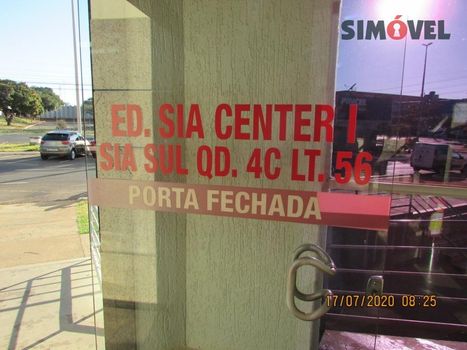 SIMÓVEL
ED. SIA CENTER I
SIA SUL QD. 4C LT. 56
PORTA FECHADA
17/07/2020 08:25